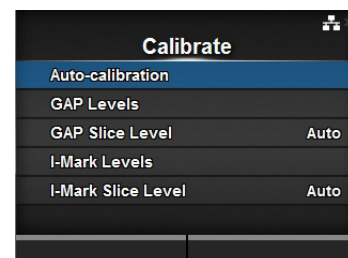 Calibrate
Auto-calibration
GAP Levels
GAP Slice Level Auto
I-Mark Levels
I-Mark Slice Level Auto